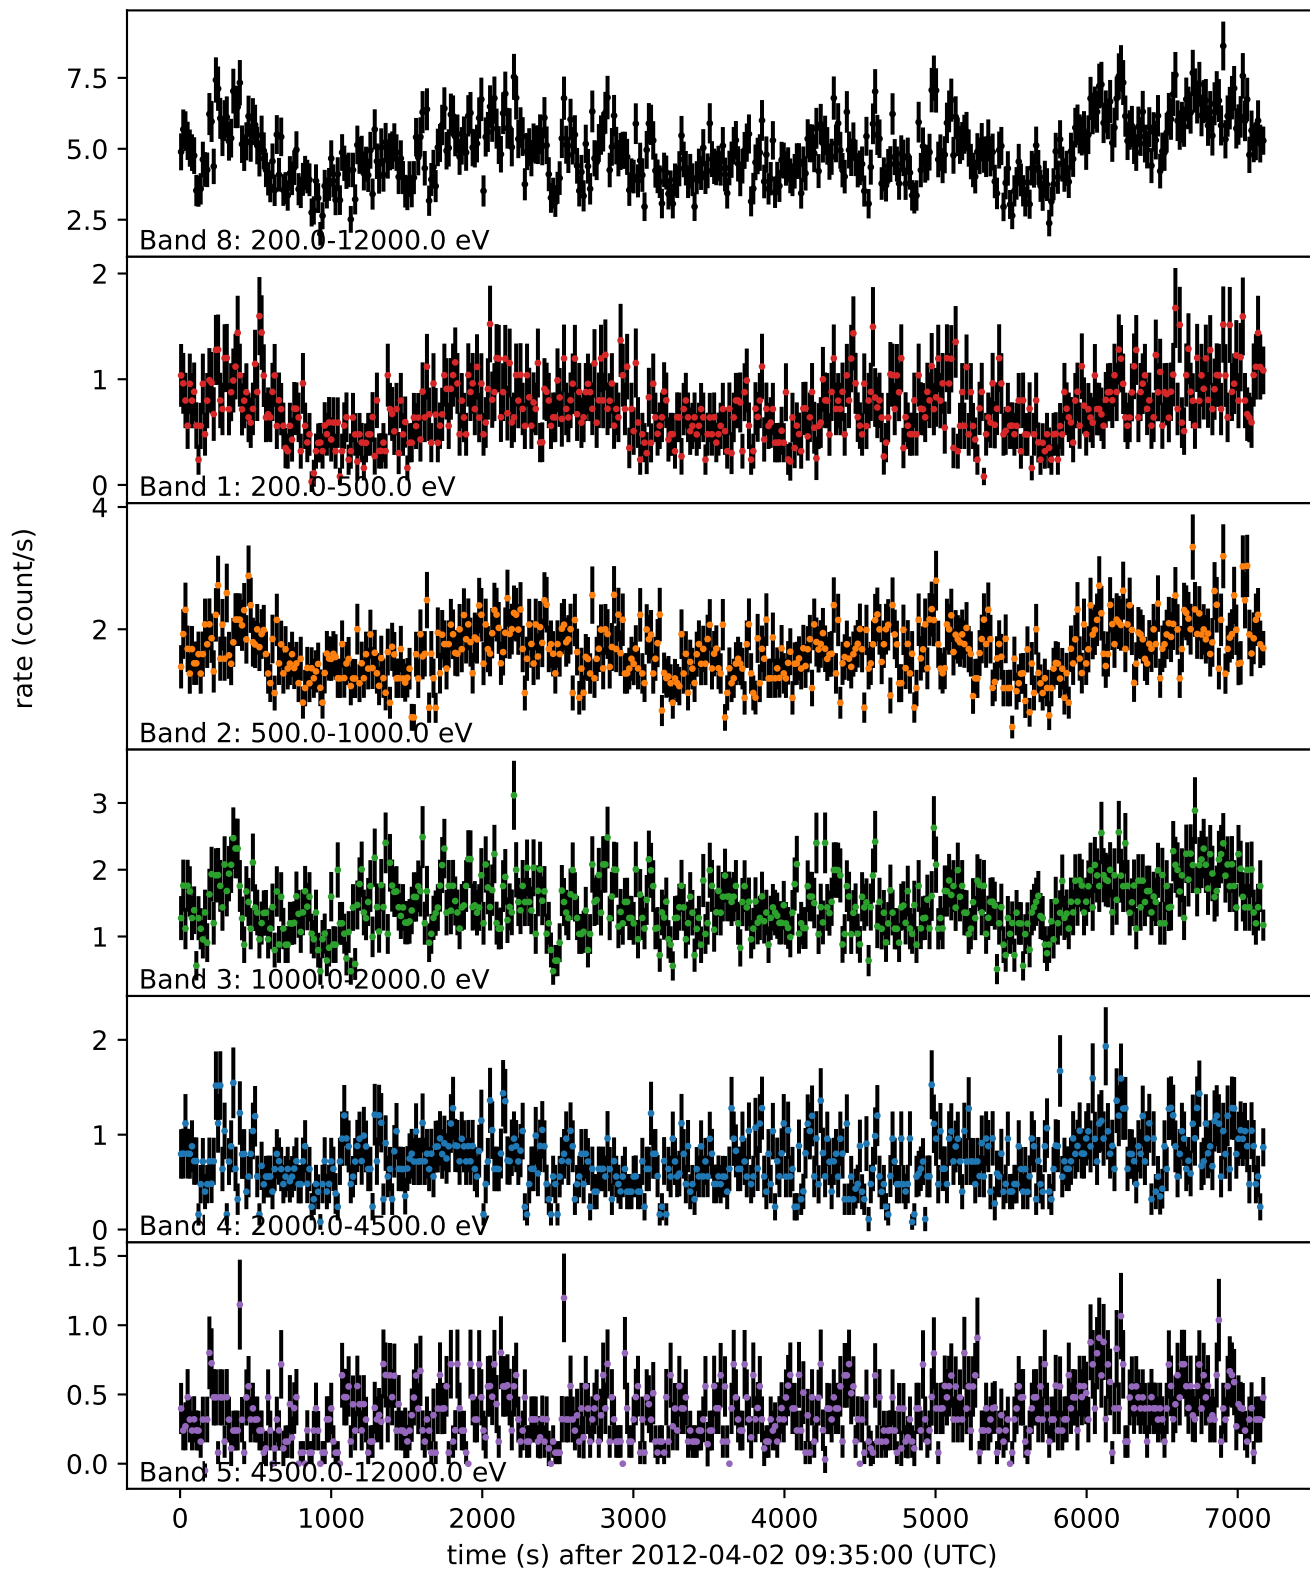 7.5
5.0
2.5
Band 8: 200.0-12000.0 eV
2
1
0
Band 1: 200.0-500.0 eV
4
2
Band 2: 500.0-1000.0 eV
3
2
1
Band 3: 1000.0-2000.0 eV
2
1
0
Band 4: 2000.0-4500.0 eV
1.5
1.0
0.5
0.0
Band 5: 4500.0-12000.0 eV
rate (count/s)
0 1000 2000 3000 4000 5000 6000 7000
time (s) after 2012-04-02 09:35:00 (UTC)